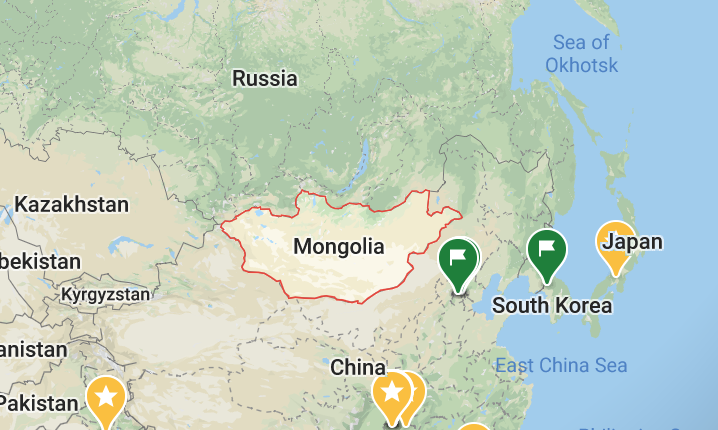 Sea of
Okhotsk
Russia
Kazakhstan
Japan
Mongolia
bekistan
Kyrgyzstan
South Korea
anistan
China
East China Sea
Pakistan